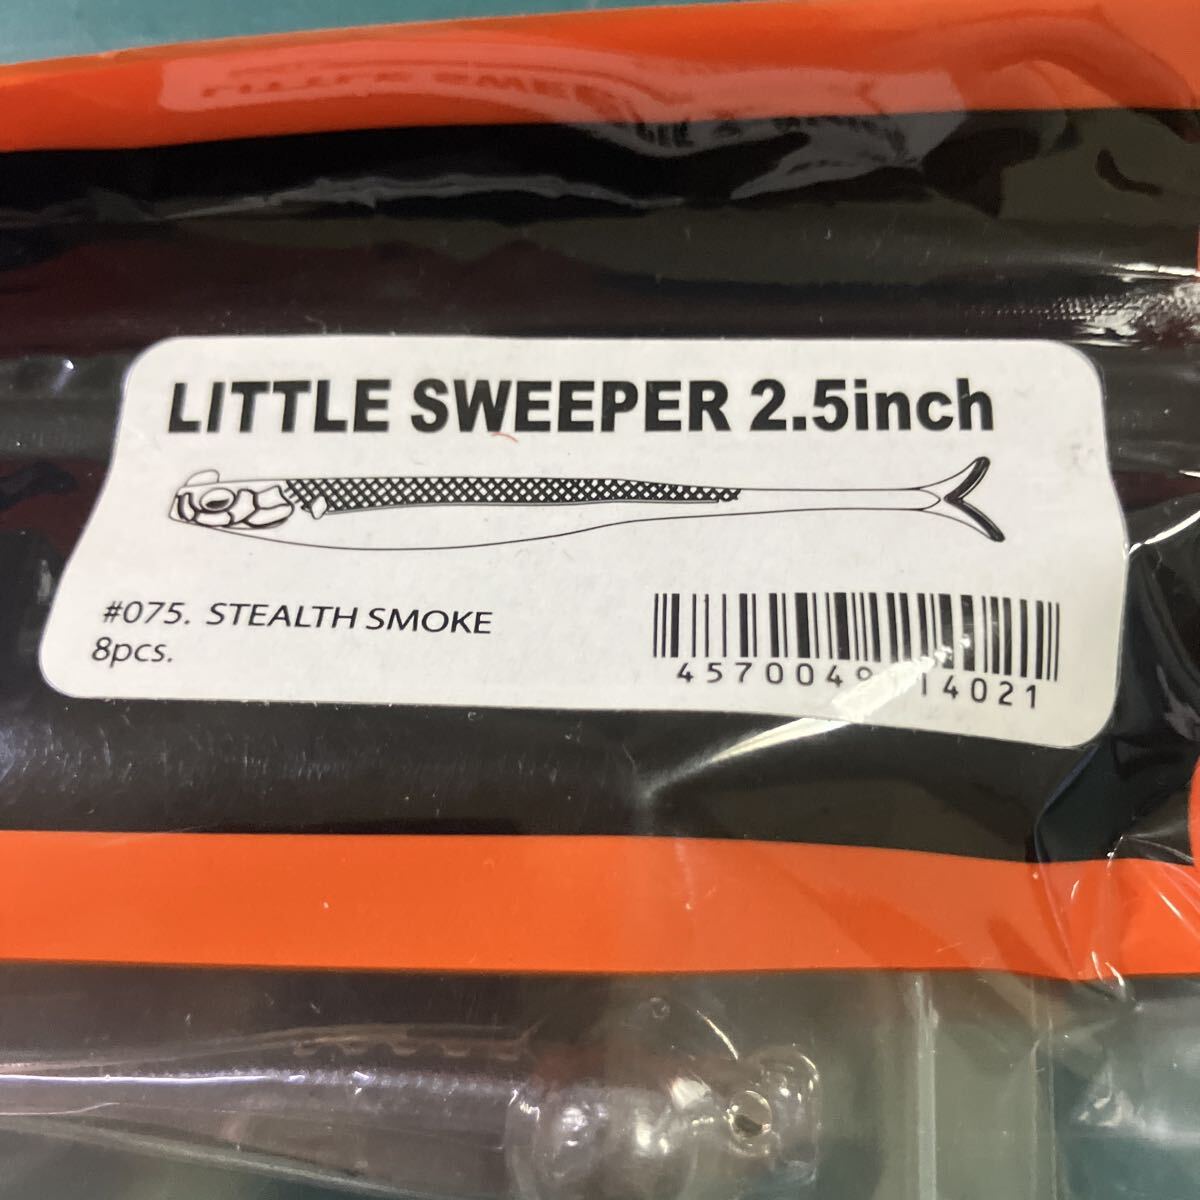 LITTLE SWEEPER 2.5inch
#075. STEALTH SMOKE
8pcs.